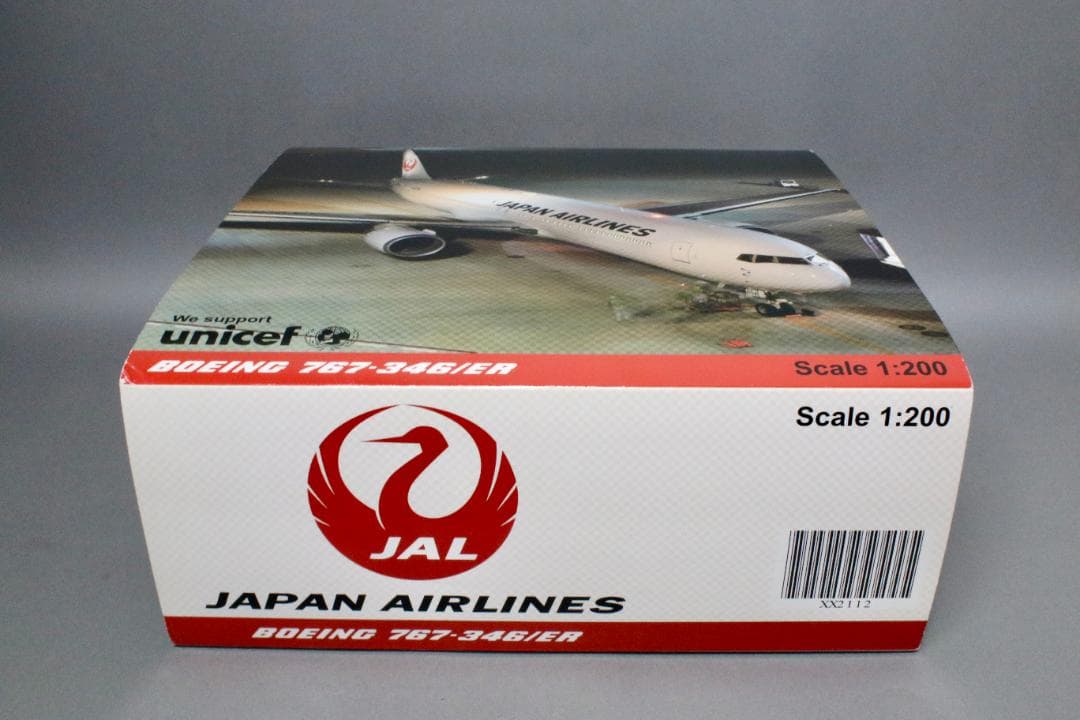 JAPAN AIRLINES
We support
unicef
BOEING 767-346/ER
Scale 1:200
Scale 1:200
JAL
JAPAN AIRLINES
XX2112
BOEING 767-346/ER